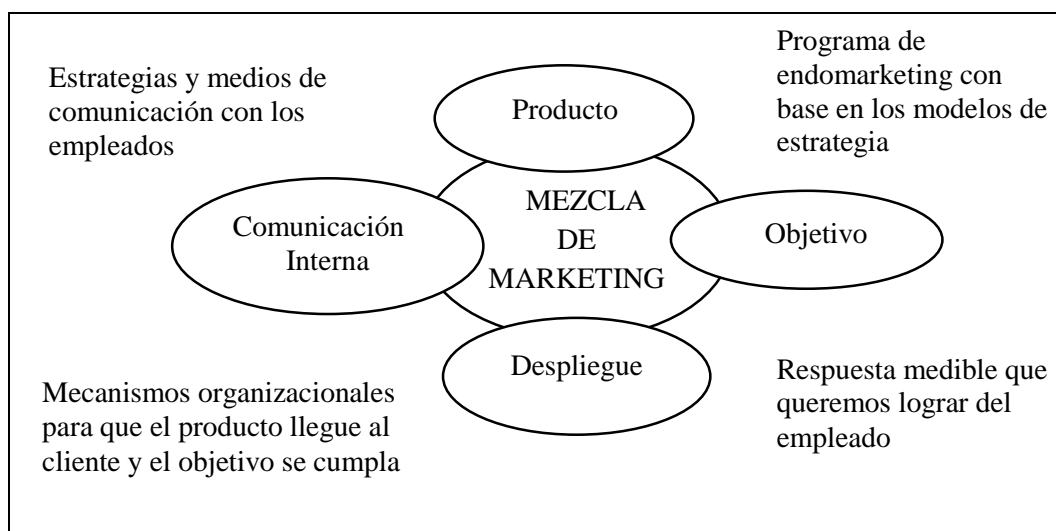 Estrategias y medios de
comunicación con los
empleados
Producto
Programa de
endomarketing con
base en los modelos de
estrategia
Comunicación
Interna
MEZCLA
DE
MARKETING
Objetivo
Despliegue
Mecanismos organizacionales
para que el producto llegue al
cliente y el objetivo se cumpla
Respuesta medible que
queremos lograr del
empleado